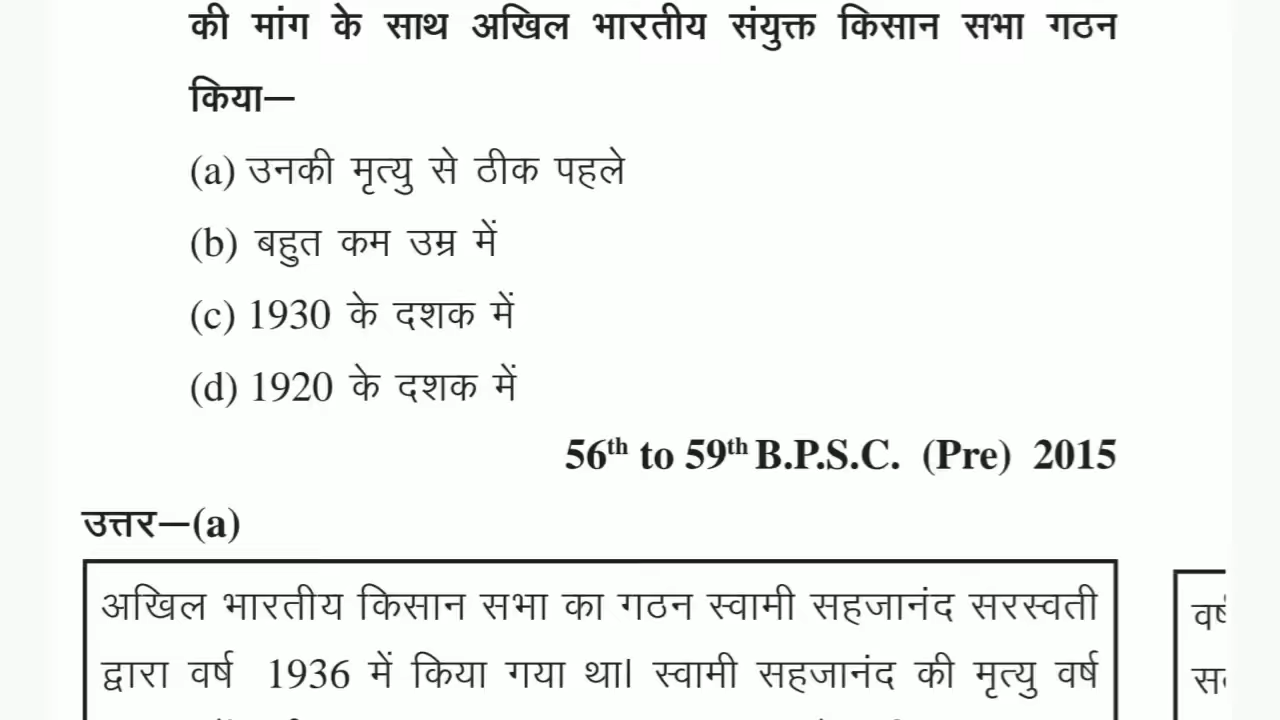 की मांग के साथ अखिल भारतीय संयुक्त किसान सभा गठन
किया—
(a) उनकी मृत्यु से ठीक पहले
(b) बहुत कम उम्र में
(c) 1930 के दशक में
(d) 1920 के दशक में
56th to 59th B.P.S.C. (Pre) 2015
उत्तर—(a)
अखिल भारतीय किसान सभा का गठन स्वामी सहजानंद सरस्वती
द्वारा वर्ष 1936 में किया गया था। स्वामी सहजानंद की मृत्यु वर्ष